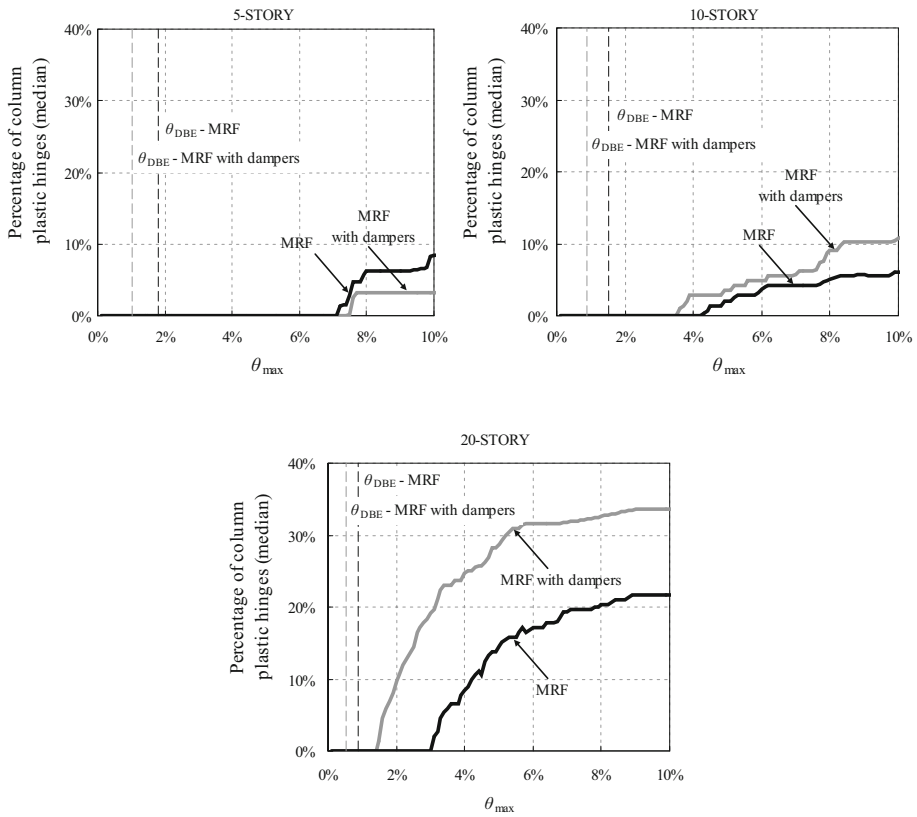 5-STORY
Percentage of column
plastic hinges (median)
40%
30%
20%
10%
0%
θDBE - MRF
θDBE - MRF with dampers
MRF
MRF
with dampers
0% 2% 4% 6% 8% 10%
θmax
10-STORY
Percentage of column
plastic hinges (median)
40%
30%
20%
10%
0%
θDBE - MRF
θDBE - MRF with dampers
MRF
with dampers
MRF
0% 2% 4% 6% 8% 10%
θmax
20-STORY
Percentage of column
plastic hinges (median)
40%
30%
20%
10%
0%
θDBE - MRF
θDBE - MRF with dampers
MRF with dampers
MRF
0% 2% 4% 6% 8% 10%
θmax